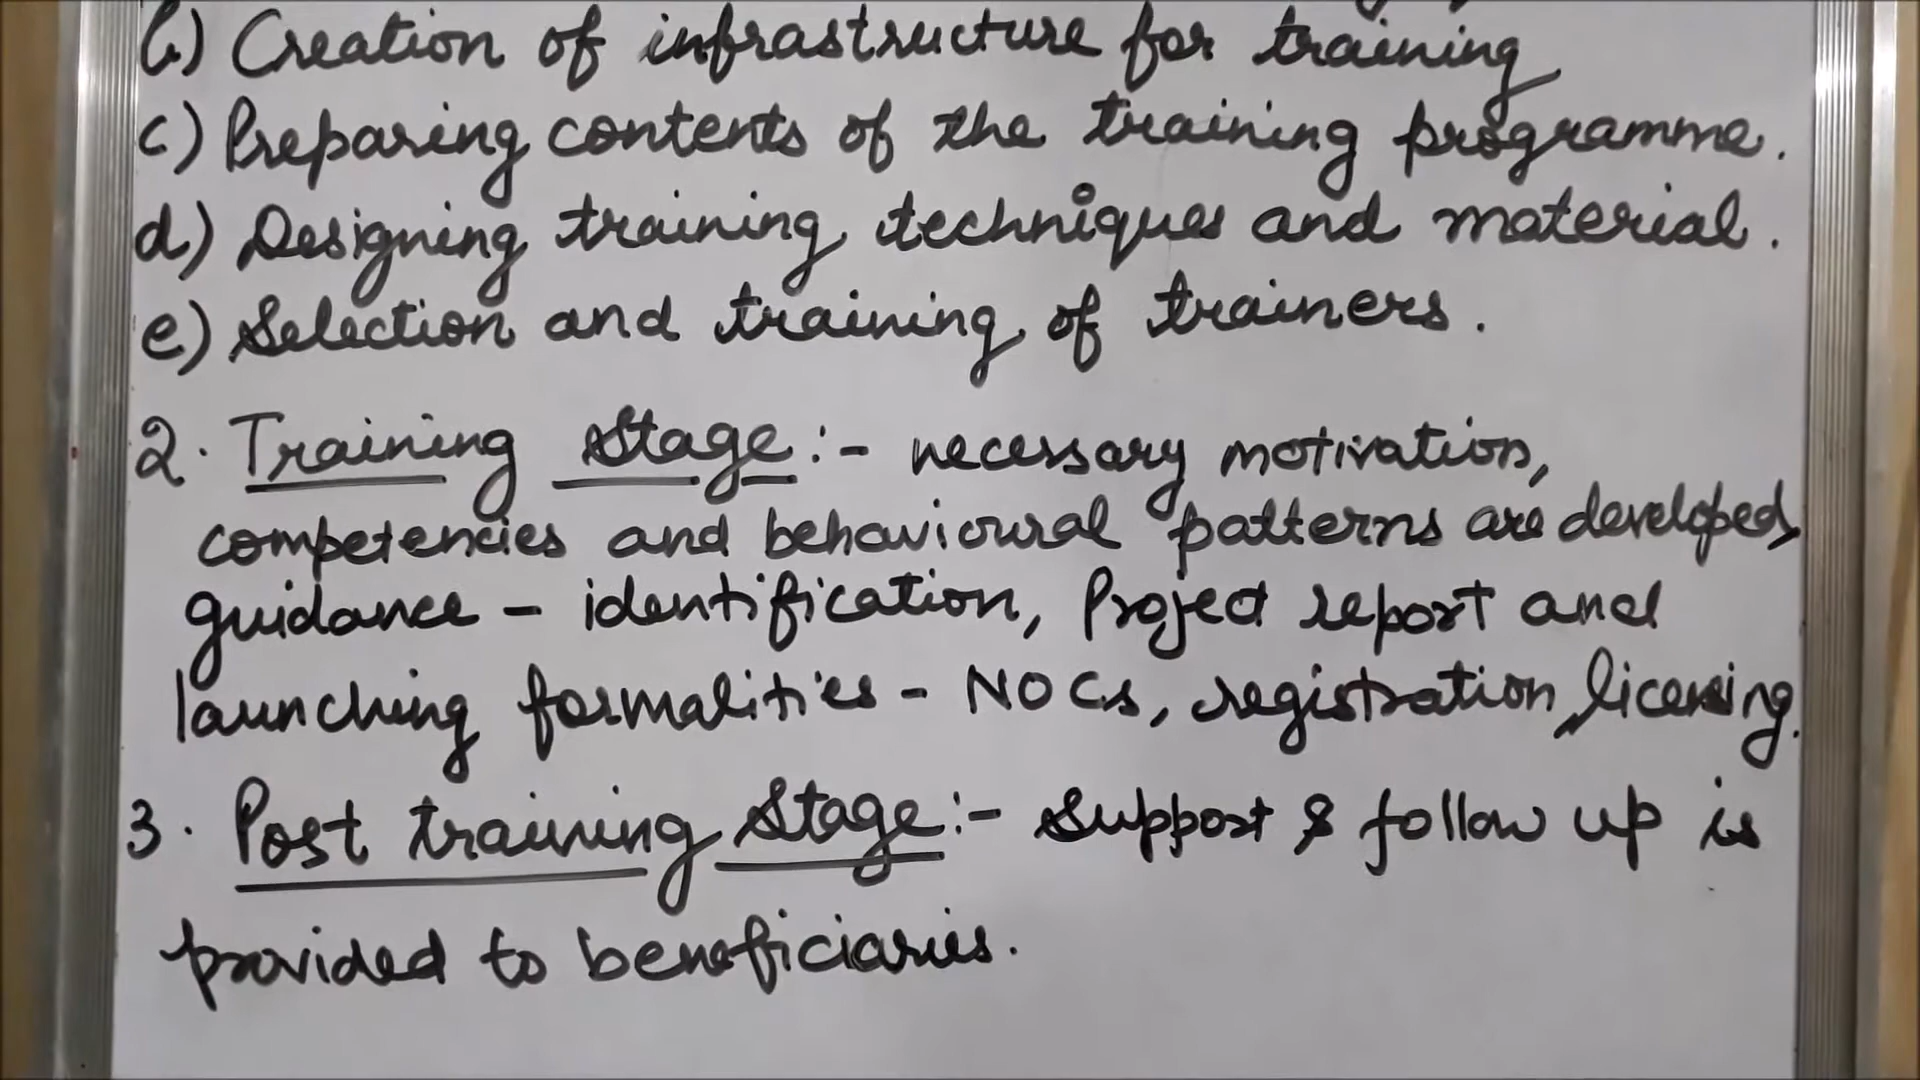 b) Creation of infrastructure for training
c) Preparing contents of the training programme.
d) Designing training techniques and material.
e) Selection and training of trainers.
2. Training Stage:- necessary motivation,
competencies and behavioural patterns are developed,
guidance - identification, Project report and
launching formalities - NOCs, registration, licensing.
3. Post training Stage:- Support & follow up is
provided to beneficiaries.